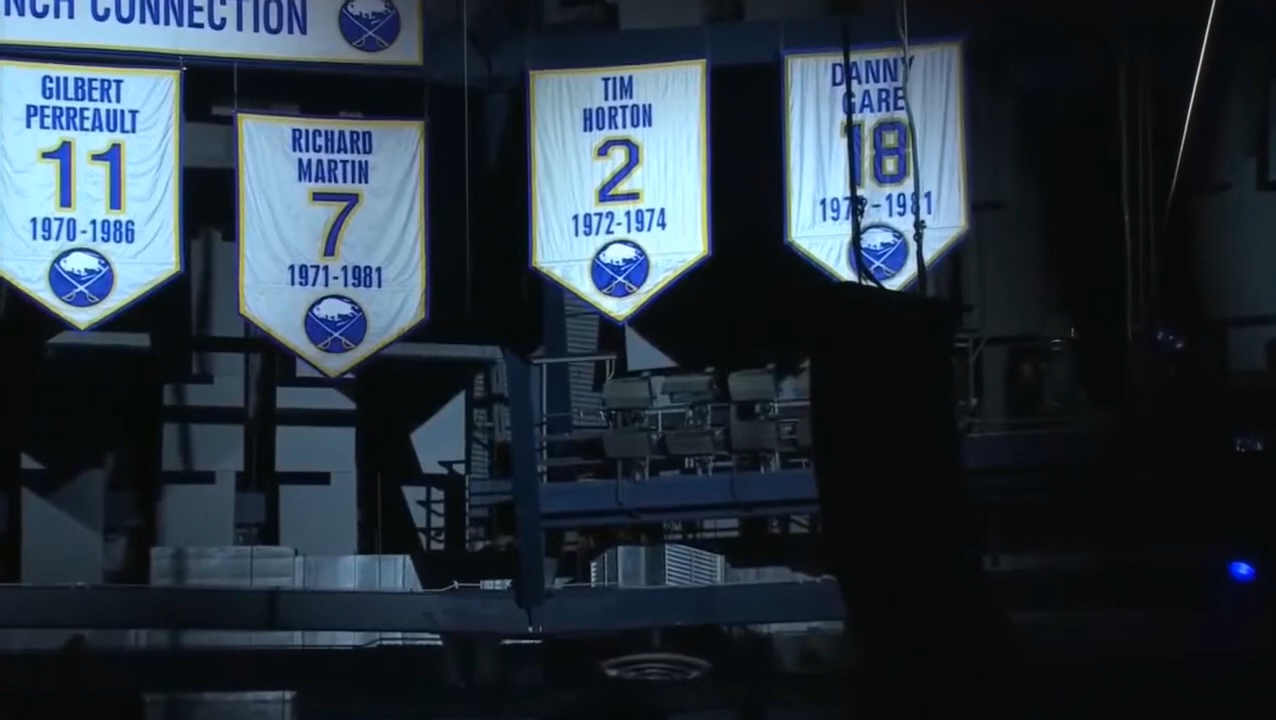 NCH CONNECTION
GILBERT
PERREAULT
11
1970-1986
RICHARD
MARTIN
7
1971-1981
TIM
HORTON
2
1972-1974
DANNY
GARE
18
-1981